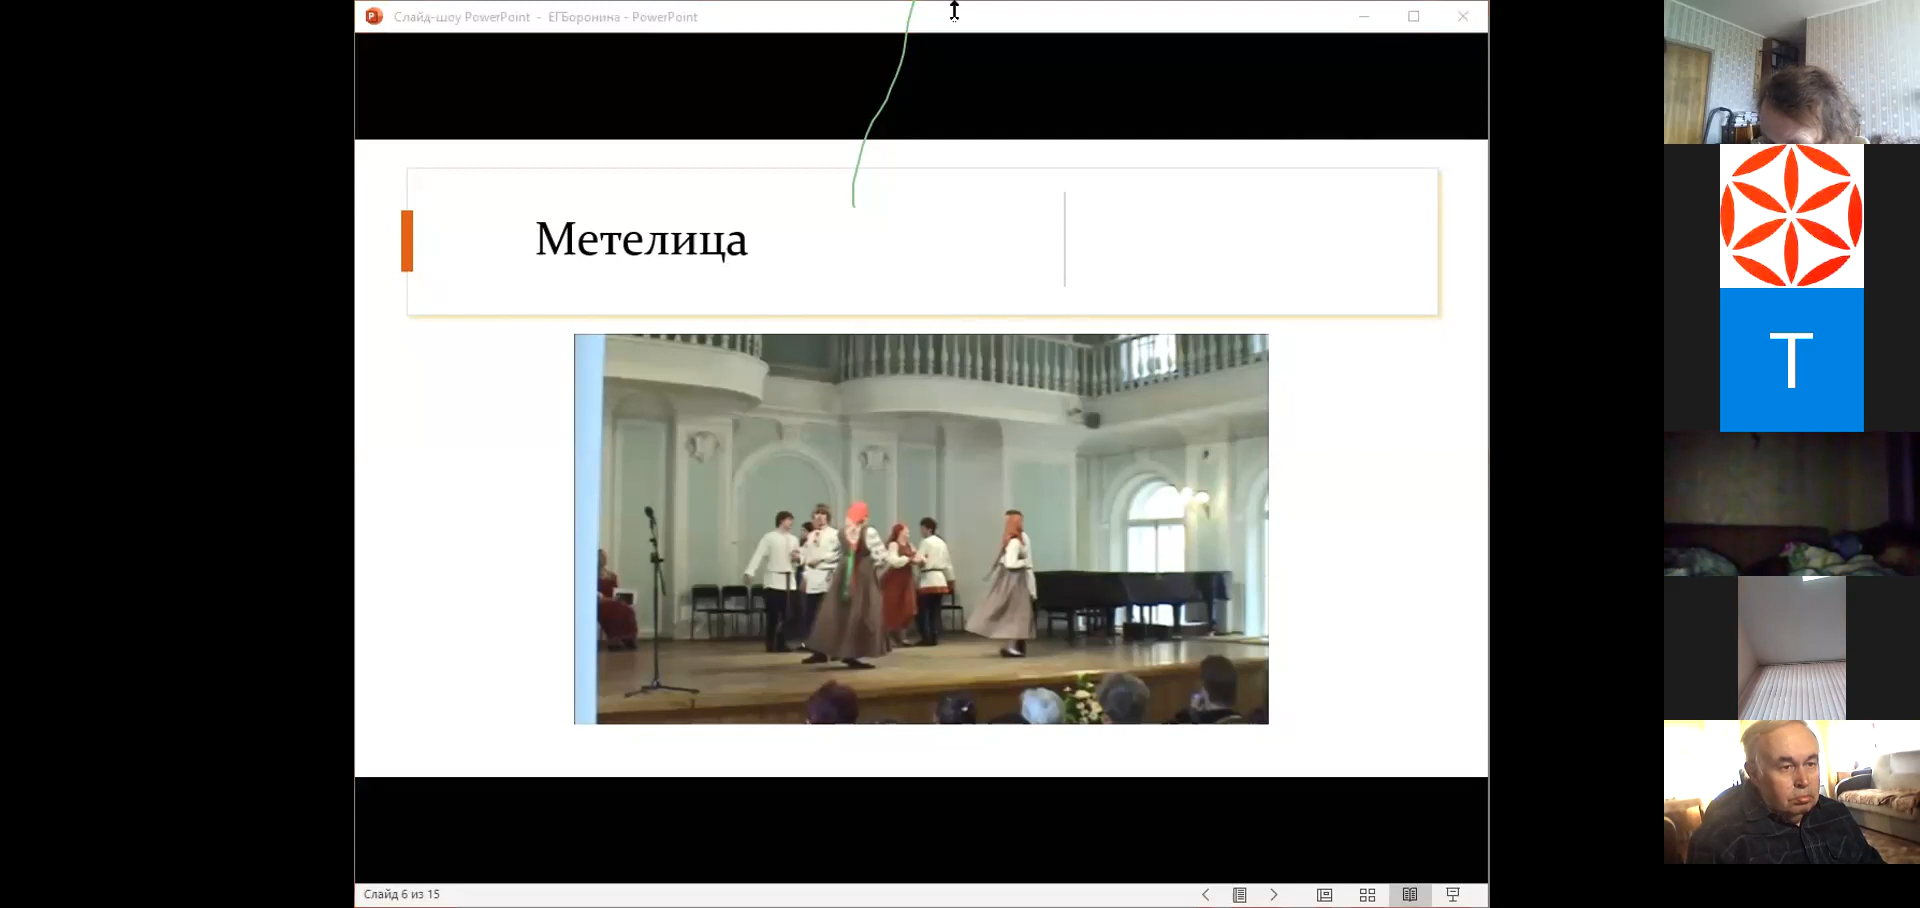 Слайд-шоу PowerPoint - ЕГБоронина - PowerPoint
Метелица
T
Слайд 6 из 15